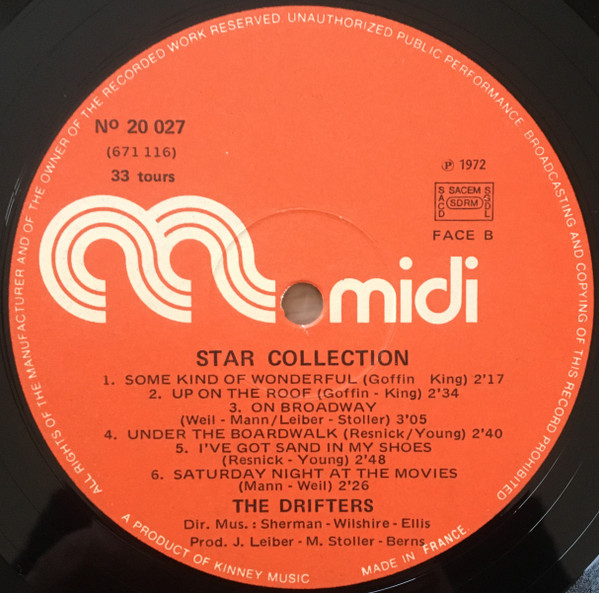 ALL RIGHTS OF THE MANUFACTURER AND OF THE OWNER OF THE RECORDED WORK RESERVED UNAUTHORIZED PUBLIC PERFORMANCE BROADCASTING AND COPYING OF THIS RECORD PROHIBITED
Nº 20 027
(671 116)
33 tours
℗ 1972
SACD SACEM SDRM SGDL
FACE B
midi
STAR COLLECTION
1. SOME KIND OF WONDERFUL (Goffin King) 2'17
2. UP ON THE ROOF (Goffin - King) 2'34
3. ON BROADWAY
(Weil - Mann/Leiber - Stoller) 3'05
4. UNDER THE BOARDWALK (Resnick/Young) 2'40
5. I'VE GOT SAND IN MY SHOES
(Resnick - Young) 2'48
6. SATURDAY NIGHT AT THE MOVIES
(Mann - Weil) 2'26
THE DRIFTERS
Dir. Mus. : Sherman - Wilshire - Ellis
Prod. J. Leiber - M. Stoller - Berns
A PRODUCT OF KINNEY MUSIC
MADE IN FRANCE.